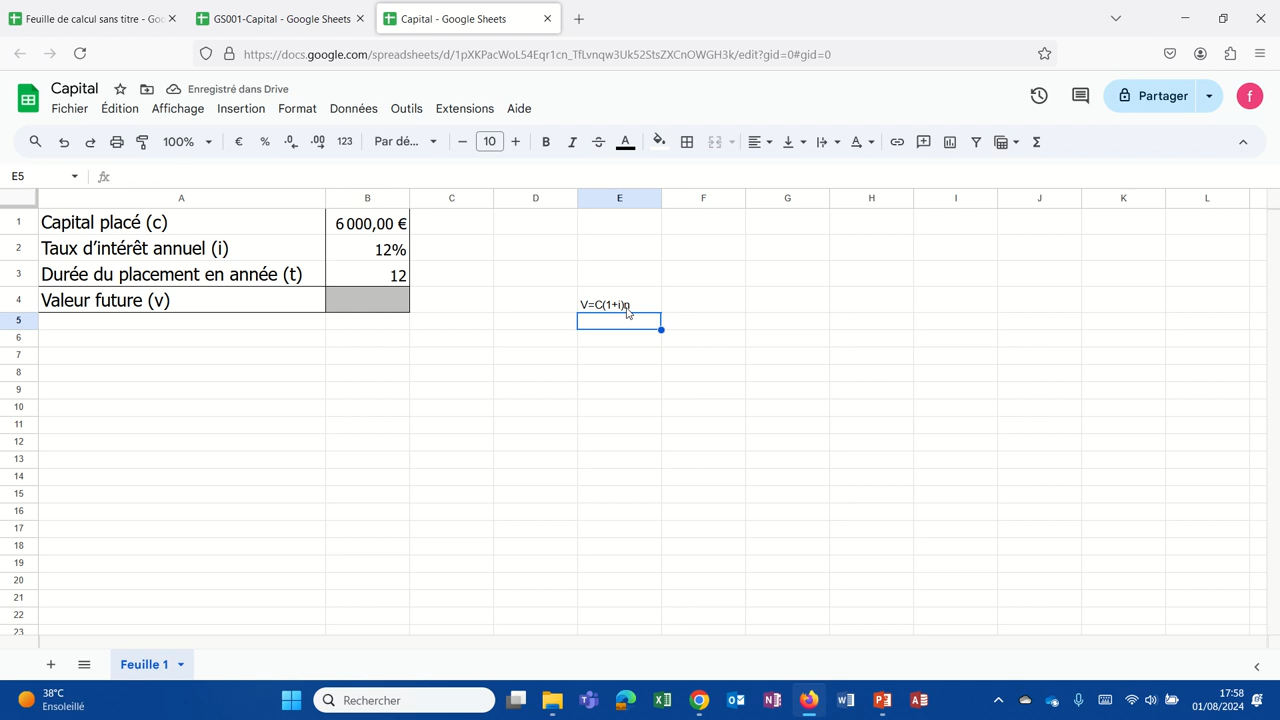 Feuille de calcul sans titre - Goo
GS001-Capital - Google Sheets
Capital - Google Sheets
https://docs.google.com/spreadsheets/d/1pXKPacWoL54Eqr1cn_TfLvnqw3Uk52StsZXCnOWGH3k/edit?gid=0#gid=0
Capital
Enregistré dans Drive
Fichier Édition Affichage Insertion Format Données Outils Extensions Aide
Partager
f
100% € % .0 .00 123 Par dé... 10 B I S A Σ
E5 fx
A B C D E F G H I J K L
1 Capital placé (c) 6 000,00 €
2 Taux d'intérêt annuel (i) 12%
3 Durée du placement en année (t) 12
4 Valeur future (v) V=C(1+i)n
5
6
7
8
9
10
11
12
13
14
15
16
17
18
19
20
21
22
23
Feuille 1
38°C
Ensoleillé
Rechercher
17:58
01/08/2024